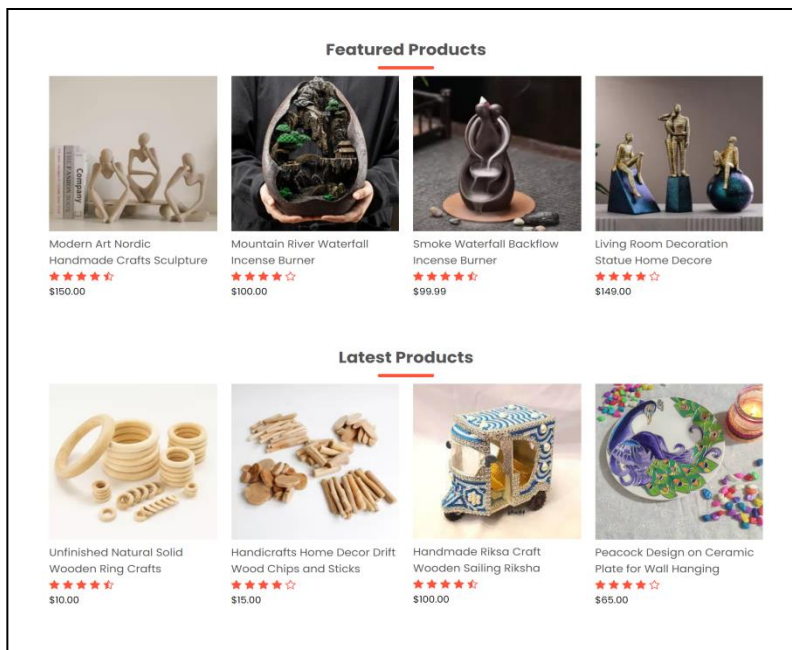 Featured Products
Company
THE FASHION
Modern Art Nordic
Handmade Crafts Sculpture
$150.00
Mountain River Waterfall
Incense Burner
$100.00
Smoke Waterfall Backflow
Incense Burner
$99.99
Living Room Decoration
Statue Home Decore
$149.00
Latest Products
Unfinished Natural Solid
Wooden Ring Crafts
$10.00
Handicrafts Home Decor Drift
Wood Chips and Sticks
$15.00
Handmade Riksa Craft
Wooden Sailing Riksha
$100.00
Peacock Design on Ceramic
Plate for Wall Hanging
$65.00